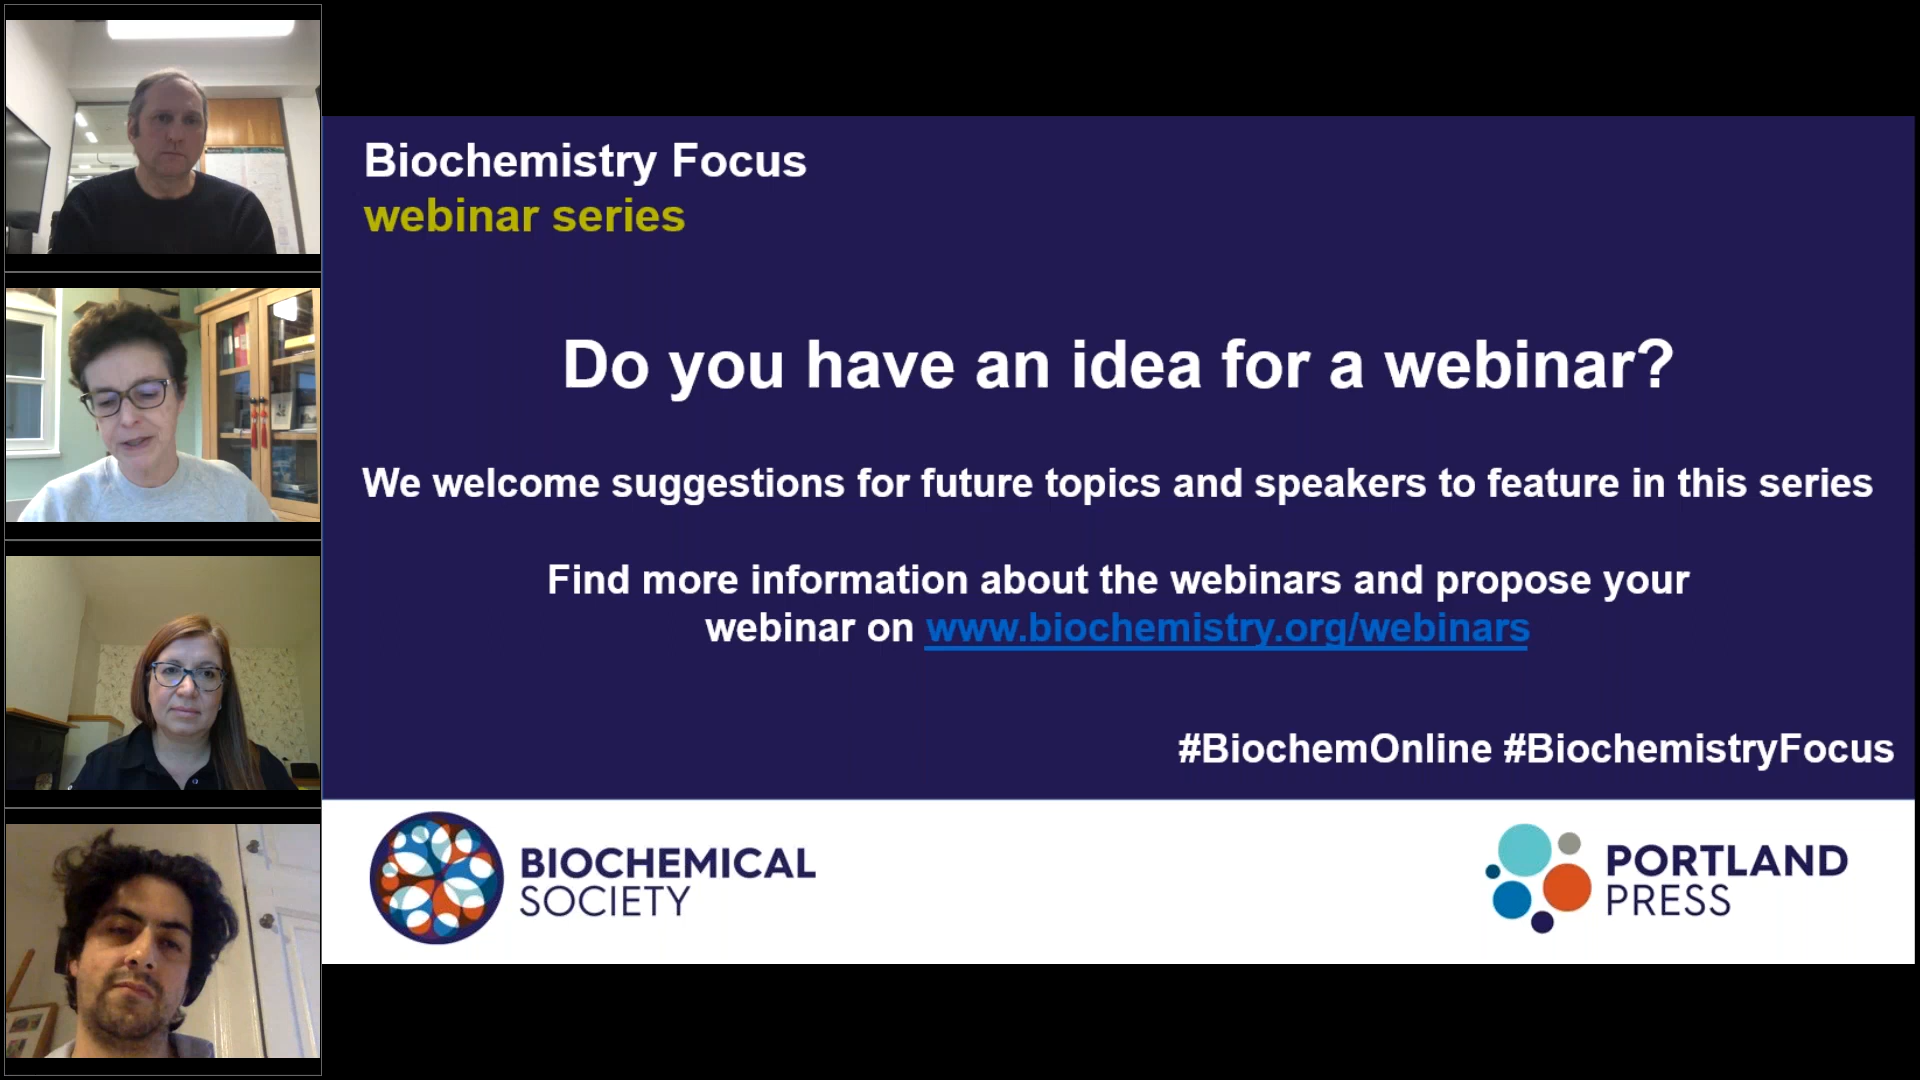 Biochemistry Focus
webinar series
Do you have an idea for a webinar?
We welcome suggestions for future topics and speakers to feature in this series
Find more information about the webinars and propose your
webinar on www.biochemistry.org/webinars
#BiochemOnline #BiochemistryFocus
BIOCHEMICAL
SOCIETY
PORTLAND
PRESS